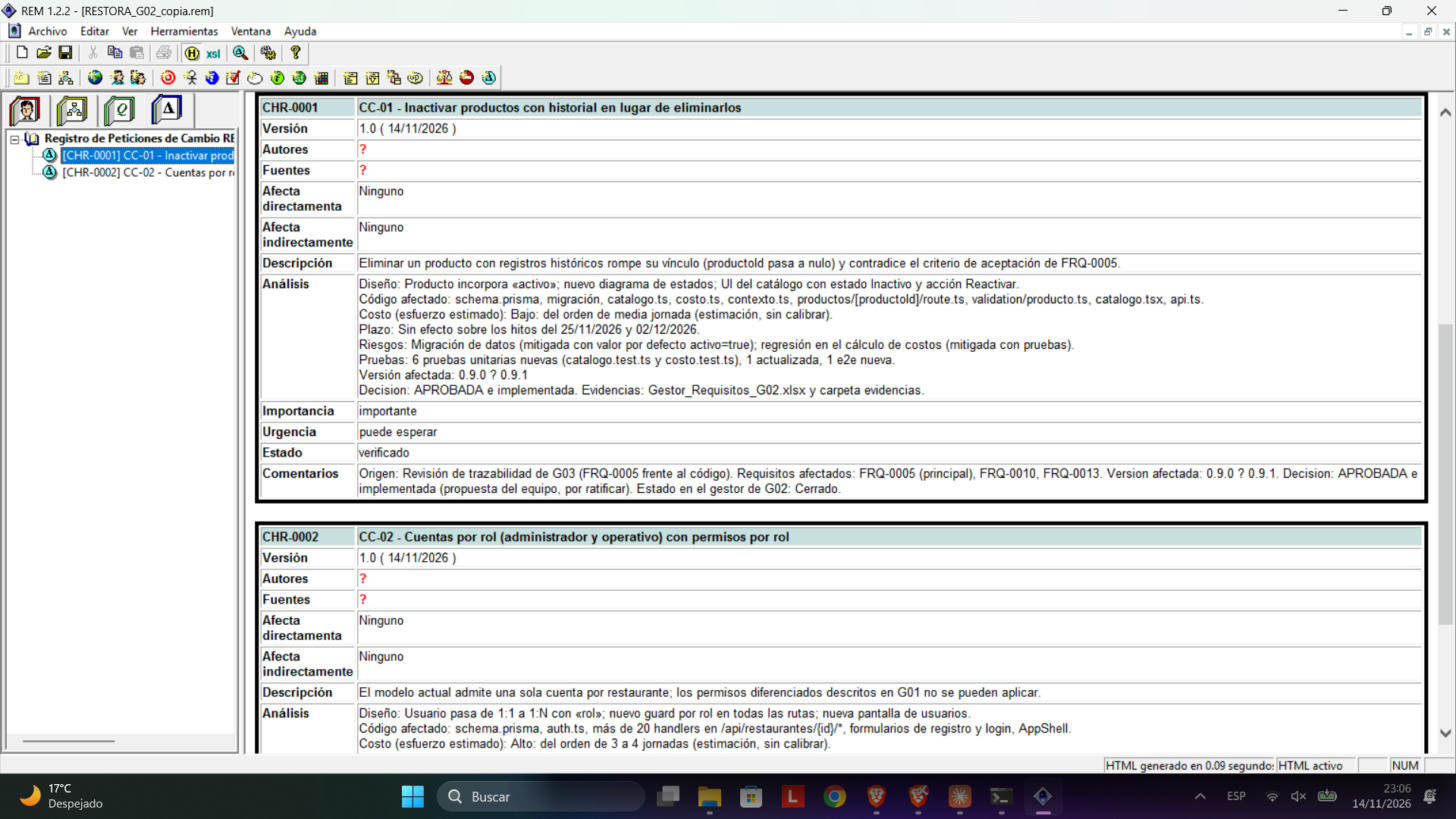 REM 1.2.2 - [RESTORA_G02_copia.rem]
Archivo Editar Ver Herramientas Ventana Ayuda
H xsl
Registro de Peticiones de Cambio RE
[CHR-0001] CC-01 - Inactivar prod
[CHR-0002] CC-02 - Cuentas por r
CHR-0001 CC-01 - Inactivar productos con historial en lugar de eliminarlos
Versión 1.0 ( 14/11/2026 )
Autores ?
Fuentes ?
Afecta directamenta Ninguno
Afecta indirectamente Ninguno
Descripción Eliminar un producto con registros históricos rompe su vínculo (productoId pasa a nulo) y contradice el criterio de aceptación de FRQ-0005.
Análisis Diseño: Producto incorpora «activo»; nuevo diagrama de estados; UI del catálogo con estado Inactivo y acción Reactivar.
Código afectado: schema.prisma, migración, catalogo.ts, costo.ts, contexto.ts, productos/[productoId]/route.ts, validation/producto.ts, catalogo.tsx, api.ts.
Costo (esfuerzo estimado): Bajo: del orden de media jornada (estimación, sin calibrar).
Plazo: Sin efecto sobre los hitos del 25/11/2026 y 02/12/2026.
Riesgos: Migración de datos (mitigada con valor por defecto activo=true); regresión en el cálculo de costos (mitigada con pruebas).
Pruebas: 6 pruebas unitarias nuevas (catalogo.test.ts y costo.test.ts), 1 actualizada, 1 e2e nueva.
Versión afectada: 0.9.0 ? 0.9.1
Decision: APROBADA e implementada. Evidencias: Gestor_Requisitos_G02.xlsx y carpeta evidencias.
Importancia importante
Urgencia puede esperar
Estado verificado
Comentarios Origen: Revisión de trazabilidad de G03 (FRQ-0005 frente al código). Requisitos afectados: FRQ-0005 (principal), FRQ-0010, FRQ-0013. Version afectada: 0.9.0 ? 0.9.1. Decision: APROBADA e
implementada (propuesta del equipo, por ratificar). Estado en el gestor de G02: Cerrado.
CHR-0002 CC-02 - Cuentas por rol (administrador y operativo) con permisos por rol
Versión 1.0 ( 14/11/2026 )
Autores ?
Fuentes ?
Afecta directamenta Ninguno
Afecta indirectamente Ninguno
Descripción El modelo actual admite una sola cuenta por restaurante; los permisos diferenciados descritos en G01 no se pueden aplicar.
Análisis Diseño: Usuario pasa de 1:1 a 1:N con «rol»; nuevo guard por rol en todas las rutas; nueva pantalla de usuarios.
Código afectado: schema.prisma, auth.ts, más de 20 handlers en /api/restaurantes/{id}/*, formularios de registro y login, AppShell.
Costo (esfuerzo estimado): Alto: del orden de 3 a 4 jornadas (estimación, sin calibrar).
HTML generado en 0.09 segundo: HTML activo NUM
17°C
Despejado
Buscar
ESP
23:06
14/11/2026